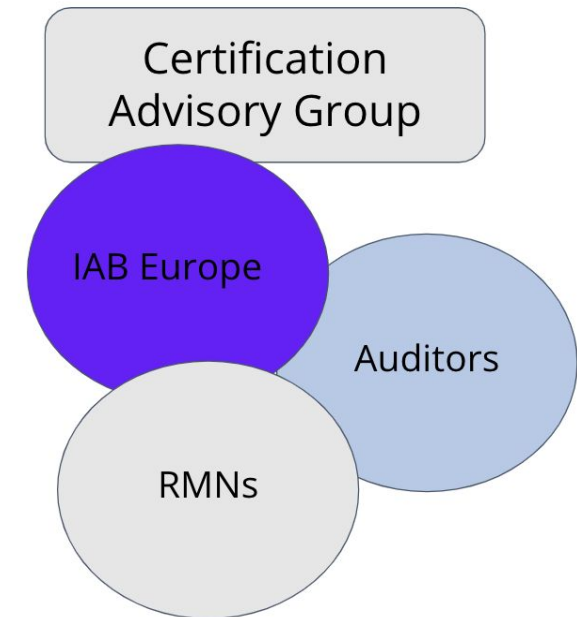 Certification
Advisory Group
IAB Europe
Auditors
RMNs